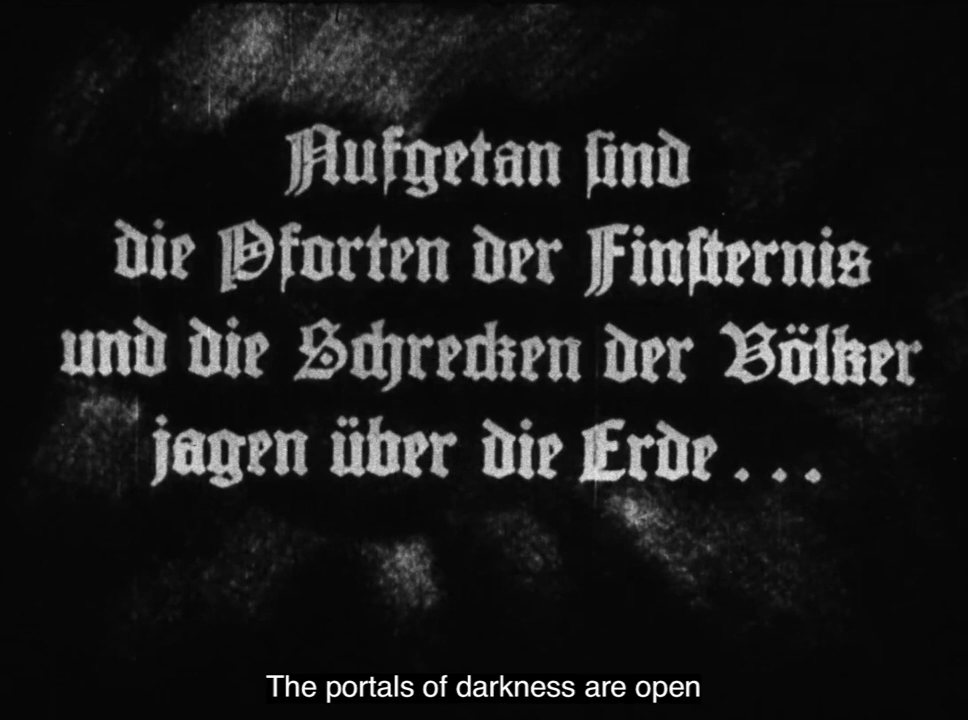 Aufgetan sind
die Pforten der Finsternis
und die Schrecken der Völker
jagen über die Erde...
The portals of darkness are open